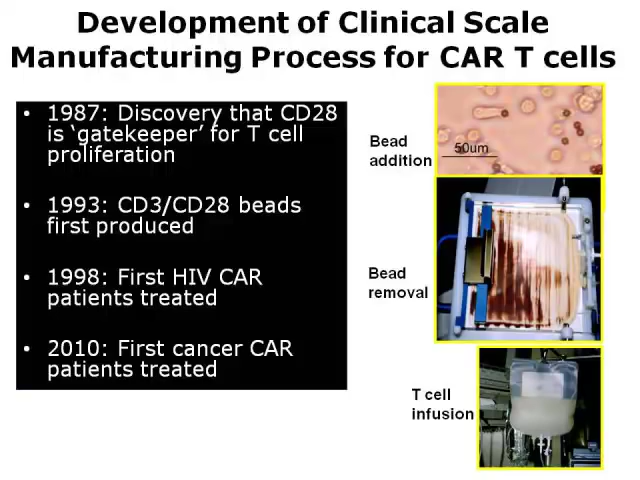 Development of Clinical Scale
Manufacturing Process for CAR T cells
• 1987: Discovery that CD28
is ‘gatekeeper’ for T cell
proliferation
• 1993: CD3/CD28 beads
first produced
• 1998: First HIV CAR
patients treated
• 2010: First cancer CAR
patients treated
Bead
addition
50um
Bead
removal
T cell
infusion